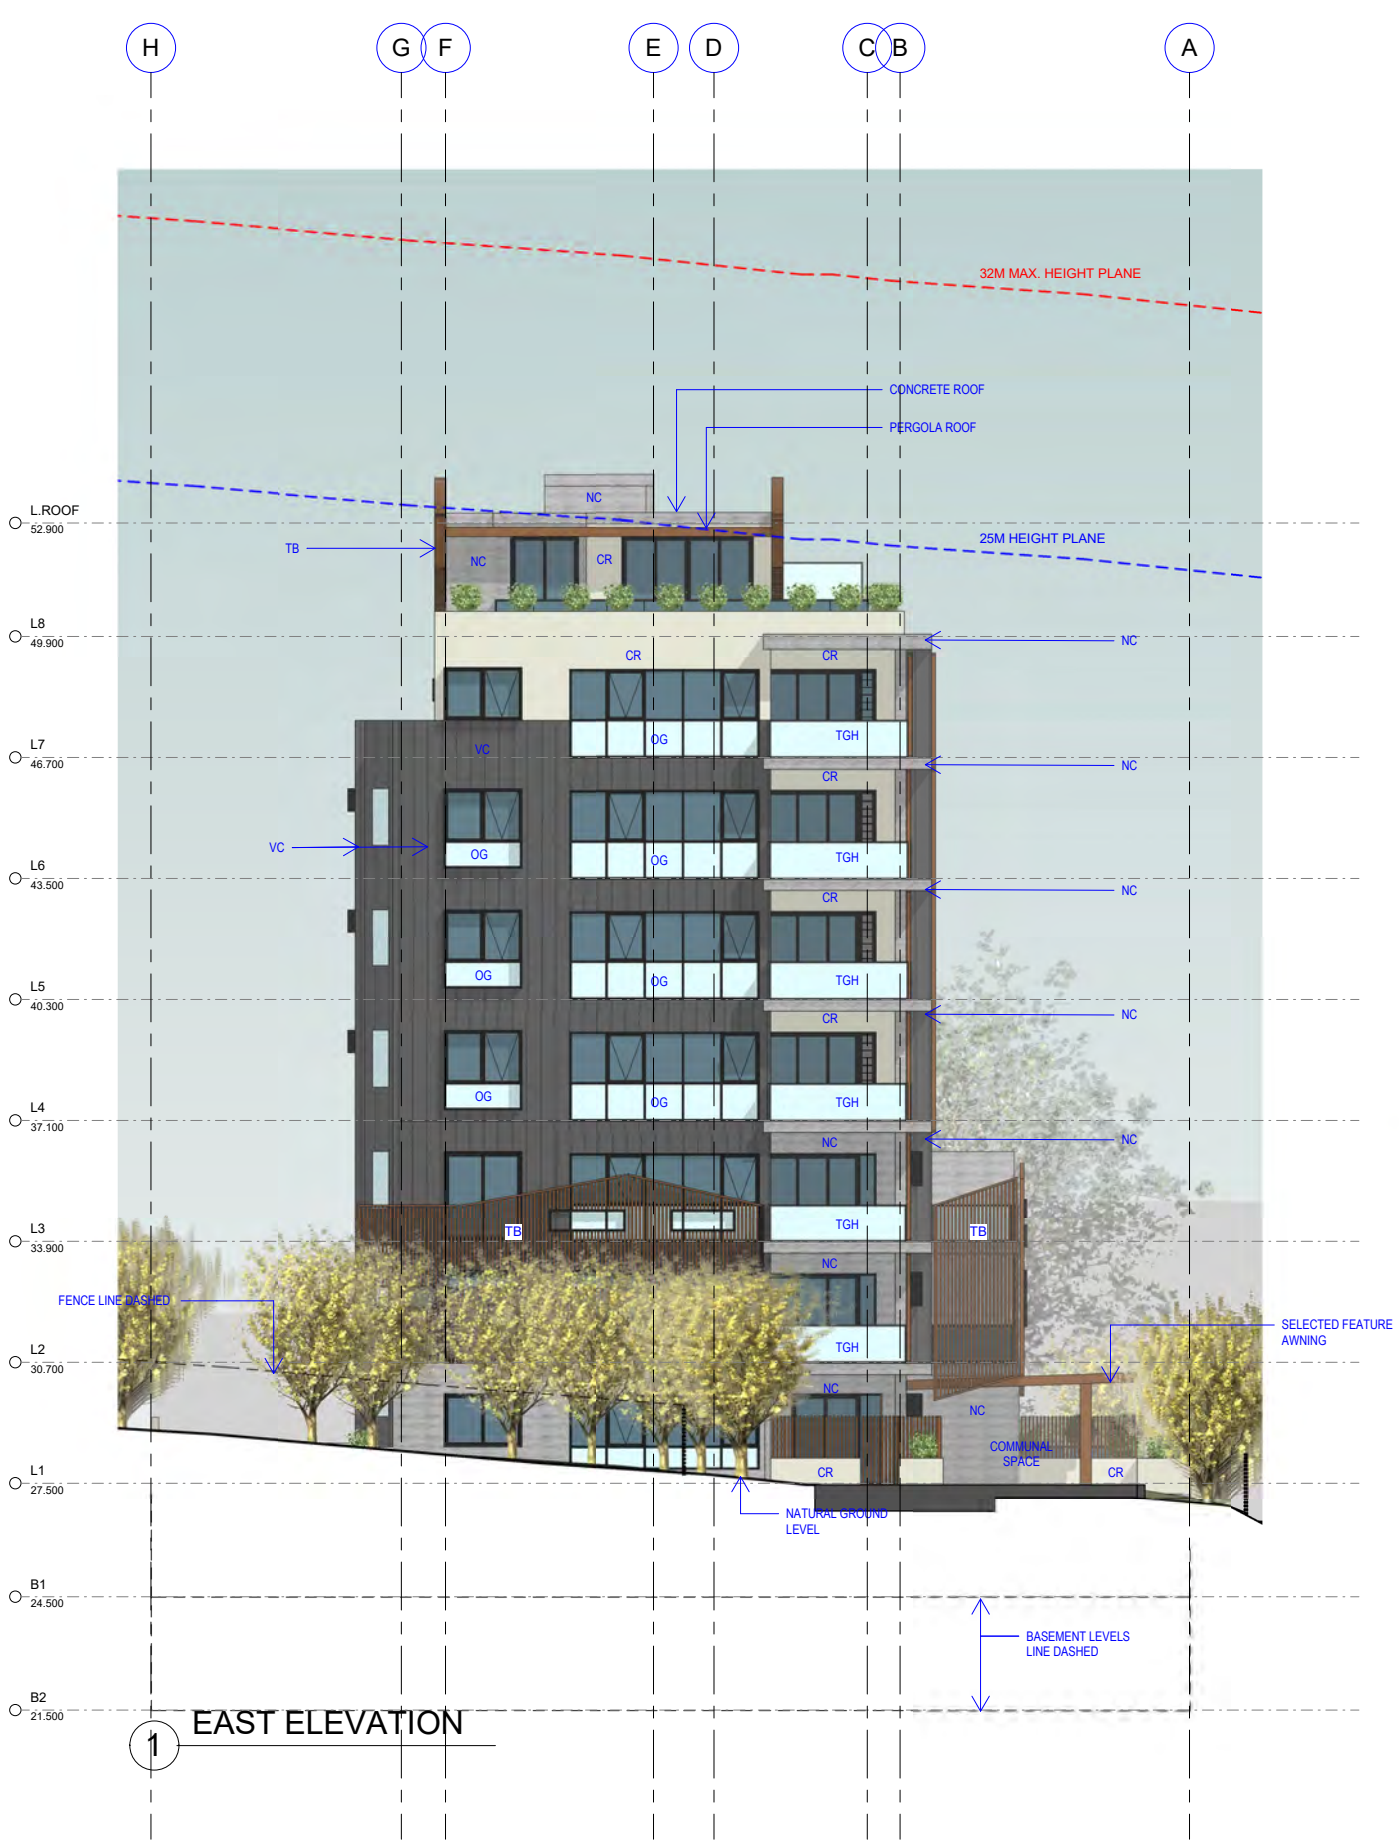 H G F E D C B A
32M MAX. HEIGHT PLANE
CONCRETE ROOF
PERGOLA ROOF
NC
L.ROOF
52.900
25M HEIGHT PLANE
TB
NC CR
L8
49.900
NC
CR CR
OG TGH
L7
46.700
VC
NC
CR
VC
OG OG TGH
L6
43.500
NC
CR
OG OG TGH
L5
40.300
NC
CR
OG OG TGH
L4
37.100
NC NC
TB TGH TB
L3
33.900
NC
FENCE LINE DASHED
SELECTED FEATURE
AWNING
TGH
L2
30.700
NC
NC
COMMUNAL
SPACE
CR CR
L1
27.500
NATURAL GROUND
LEVEL
B1
24.500
BASEMENT LEVELS
LINE DASHED
B2
21.500
1 EAST ELEVATION